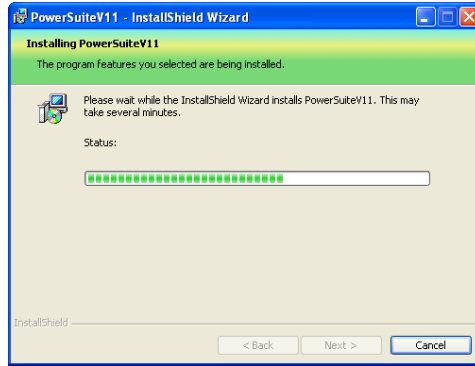 PowerSuiteV11 - InstallShield Wizard
Installing PowerSuiteV11
The program features you selected are being installed.
Please wait while the InstallShield Wizard installs PowerSuiteV11. This may
take several minutes.
Status:
InstallShield
< Back Next > Cancel